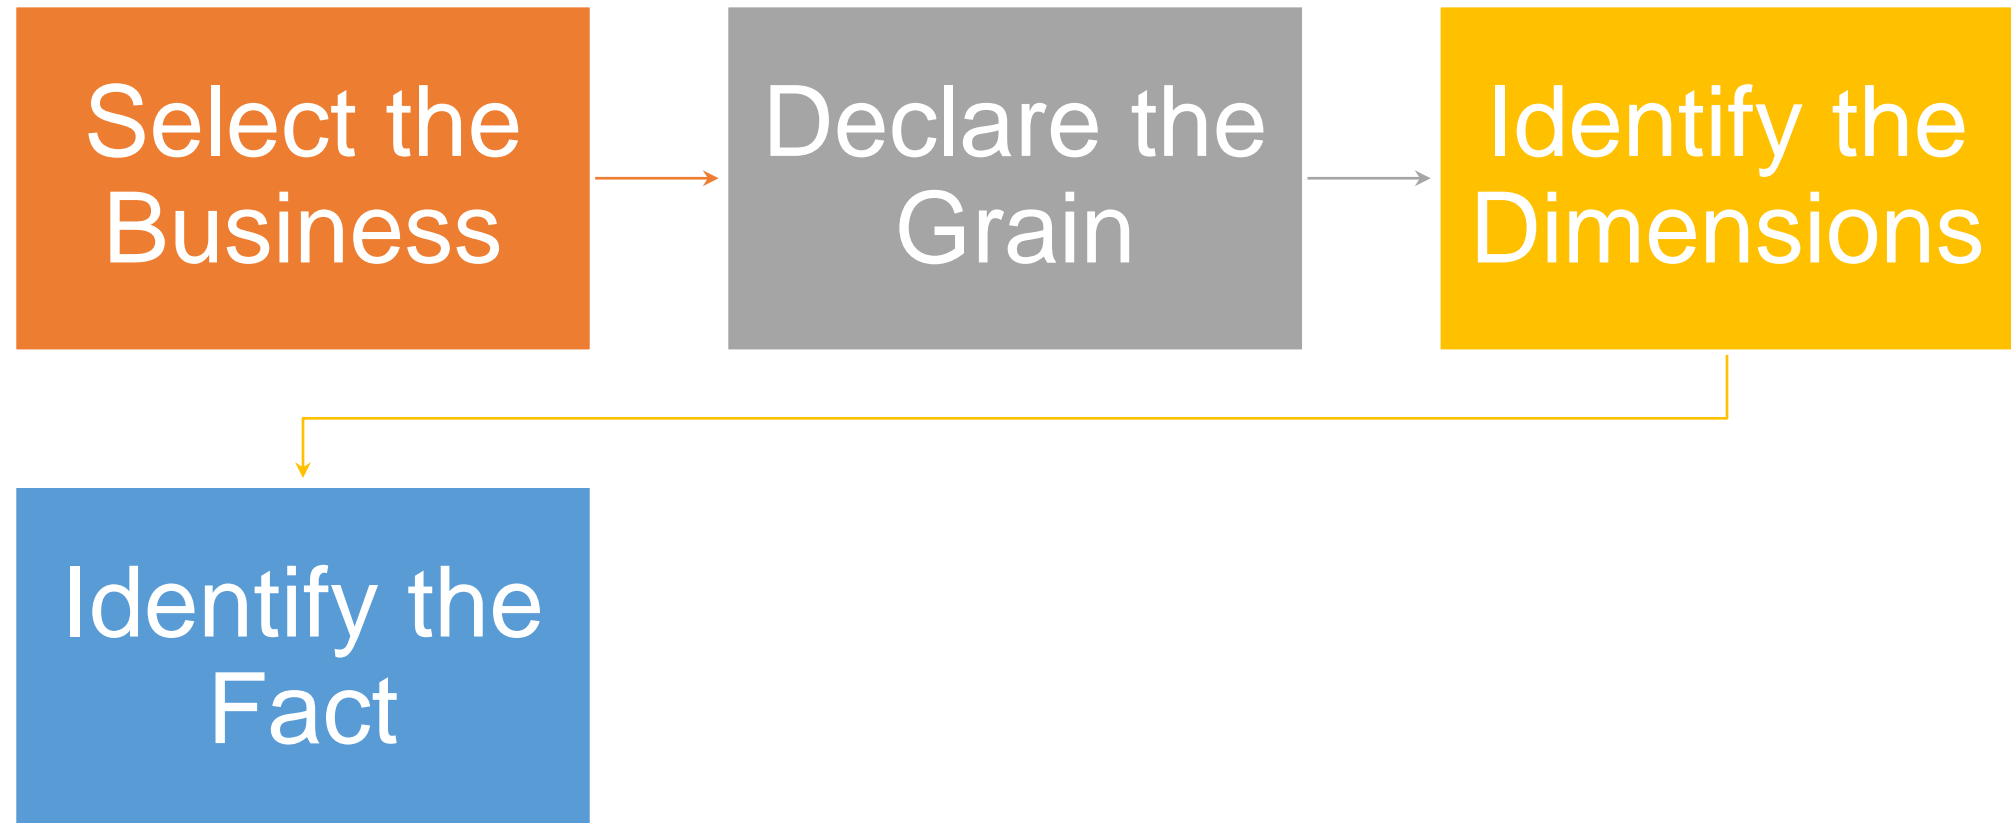 Select the
Business
Declare the
Grain
Identify the
Dimensions
Identify the
Fact